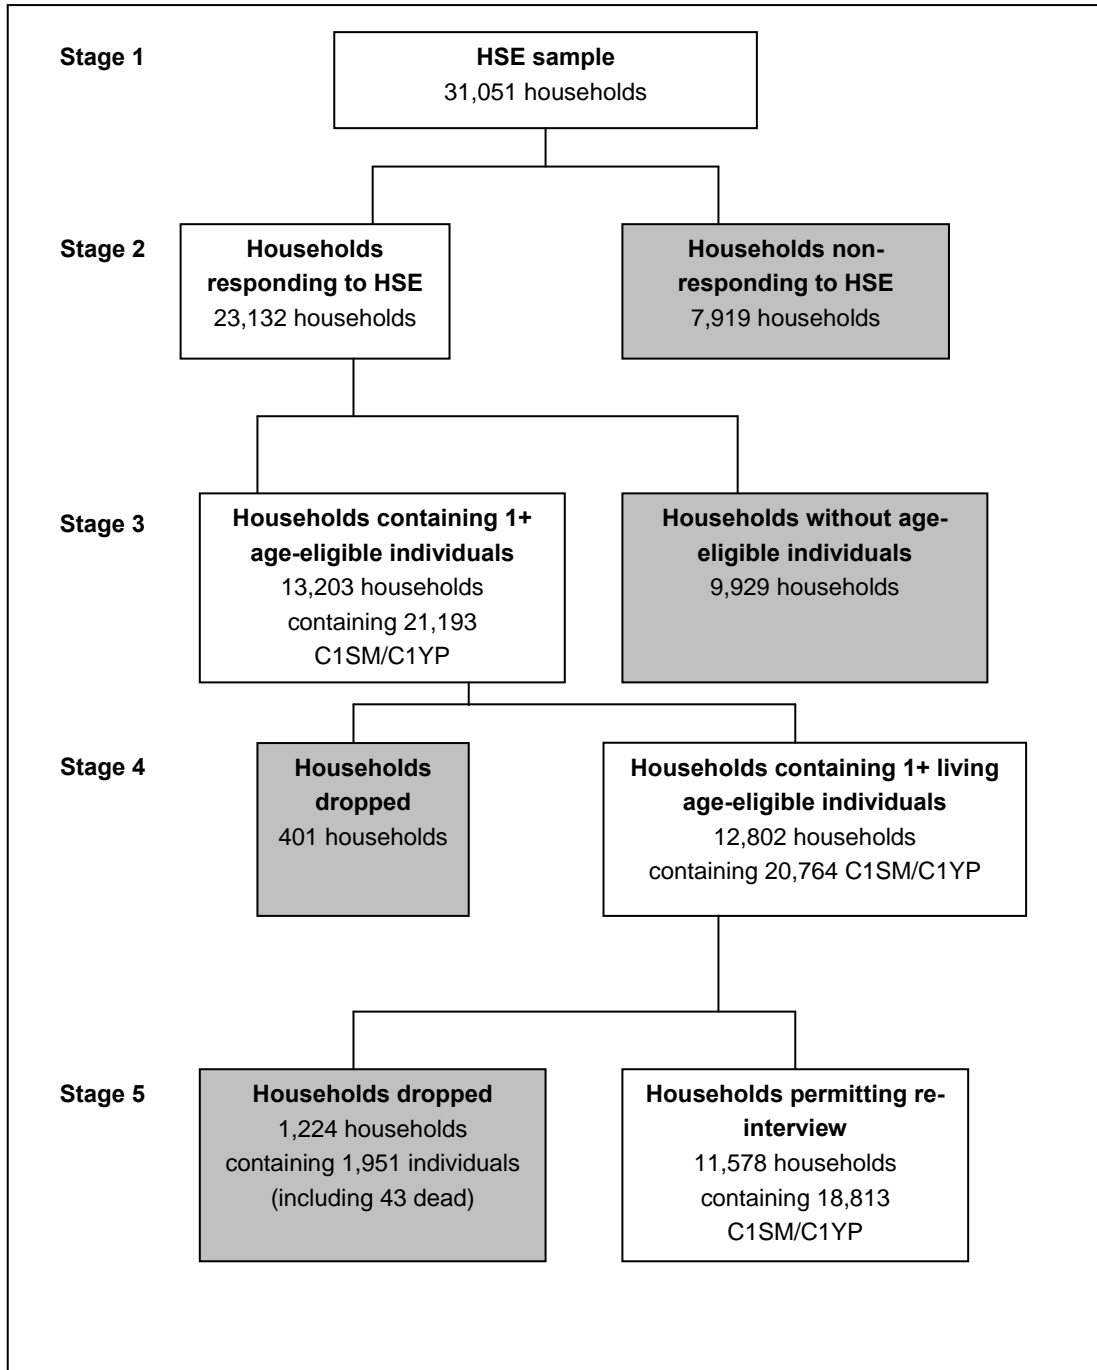 Stage 1
HSE sample
31,051 households
Stage 2
Households
responding to HSE
23,132 households
Households non-
responding to HSE
7,919 households
Stage 3
Households containing 1+
age-eligible individuals
13,203 households
containing 21,193
C1SM/C1YP
Households without age-
eligible individuals
9,929 households
Stage 4
Households
dropped
401 households
Households containing 1+ living
age-eligible individuals
12,802 households
containing 20,764 C1SM/C1YP
Stage 5
Households dropped
1,224 households
containing 1,951 individuals
(including 43 dead)
Households permitting re-
interview
11,578 households
containing 18,813
C1SM/C1YP